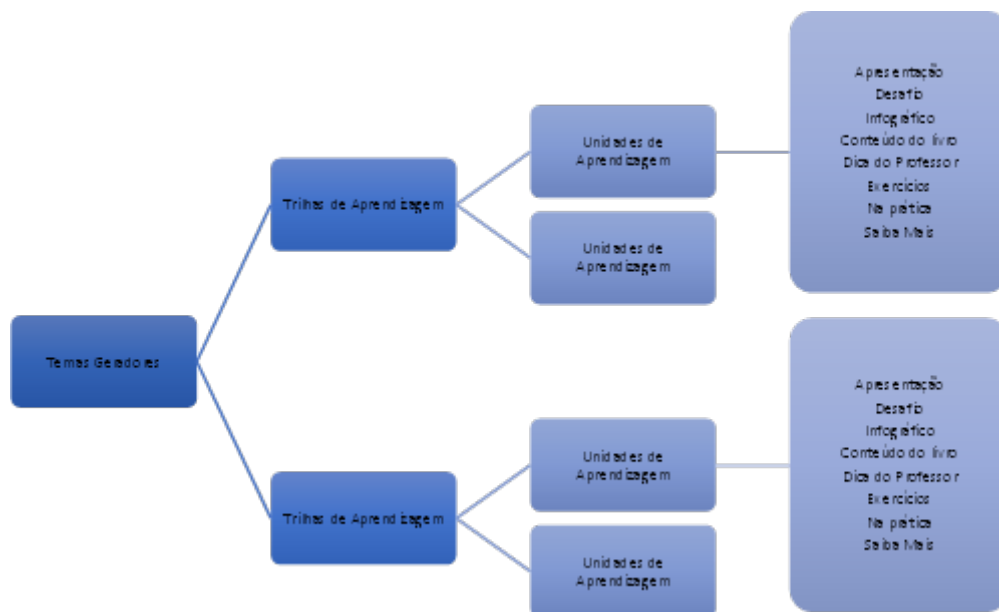 Temas Geradores
Trilhas de Aprendizagem
Unidades de
Aprendizagem
Apresentação
Desafio
Infográfico
Conteúdo do livro
Dica do Professor
Exercícios
Na prática
Saiba Mais
Unidades de
Aprendizagem
Trilhas de Aprendizagem
Unidades de
Aprendizagem
Apresentação
Desafio
Infográfico
Conteúdo do livro
Dica do Professor
Exercícios
Na prática
Saiba Mais
Unidades de
Aprendizagem